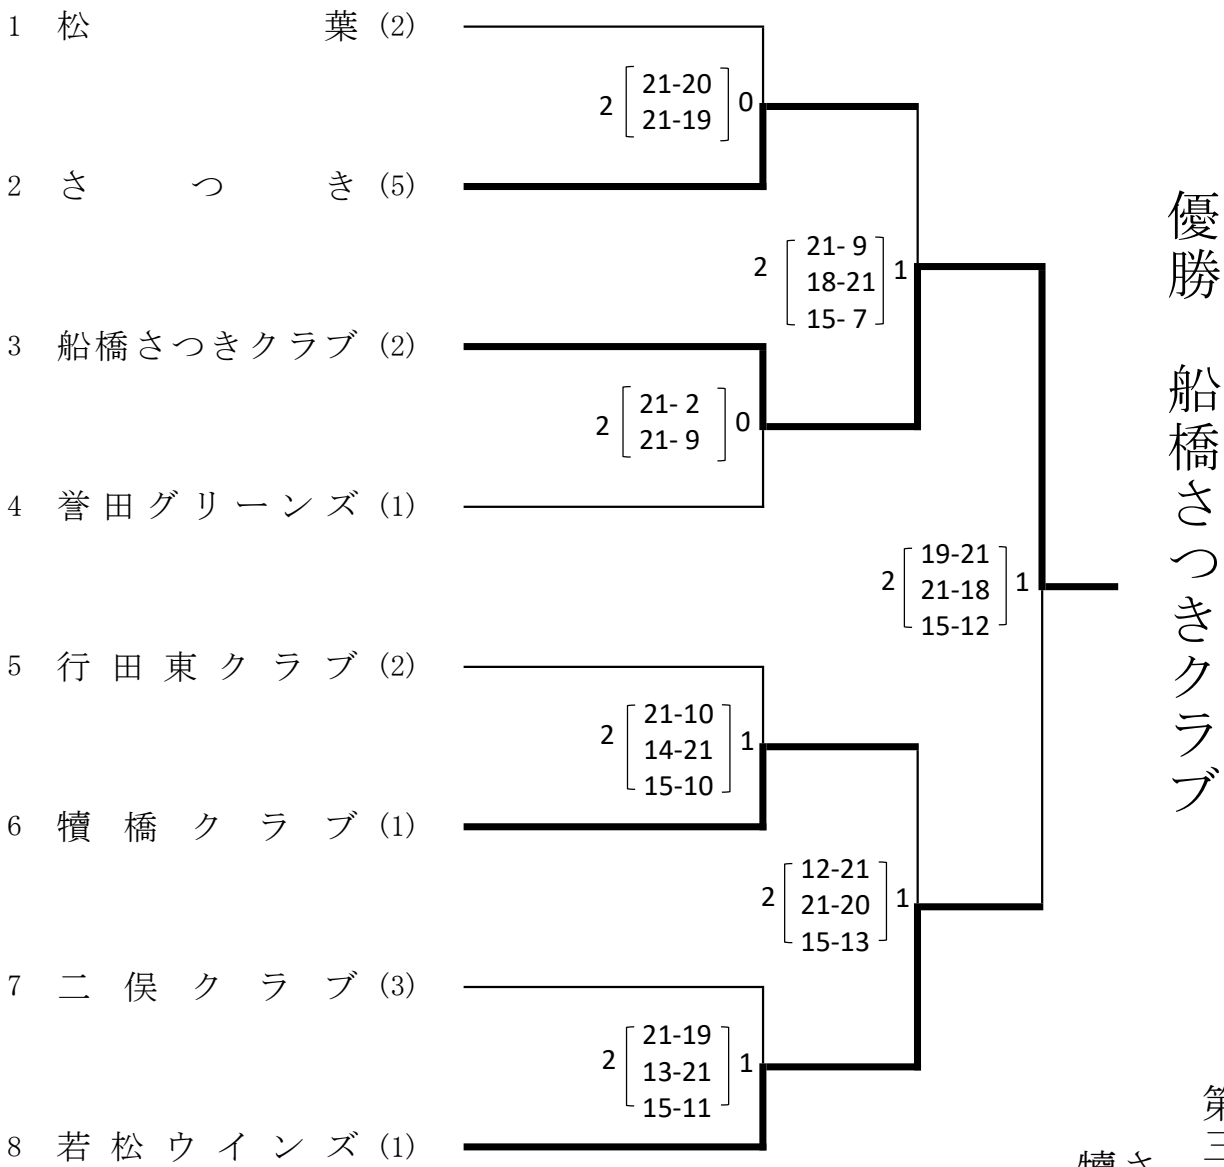 1 松葉 (2)
2 [21-20 21-19] 0
2 さつき (5)
2 [21- 9 18-21 15- 7] 1
3 船橋さつきクラブ (2)
2 [21- 2 21- 9] 0
4 誉田グリーンズ (1)
2 [19-21 21-18 15-12] 1
5 行田東クラブ (2)
2 [21-10 14-21 15-10] 1
6 犢橋クラブ (1)
2 [12-21 21-20 15-13] 1
7 二俣クラブ (3)
2 [21-19 13-21 15-11] 1
8 若松ウインズ (1)
優勝 船橋さつきクラブ
第三
さ
犢